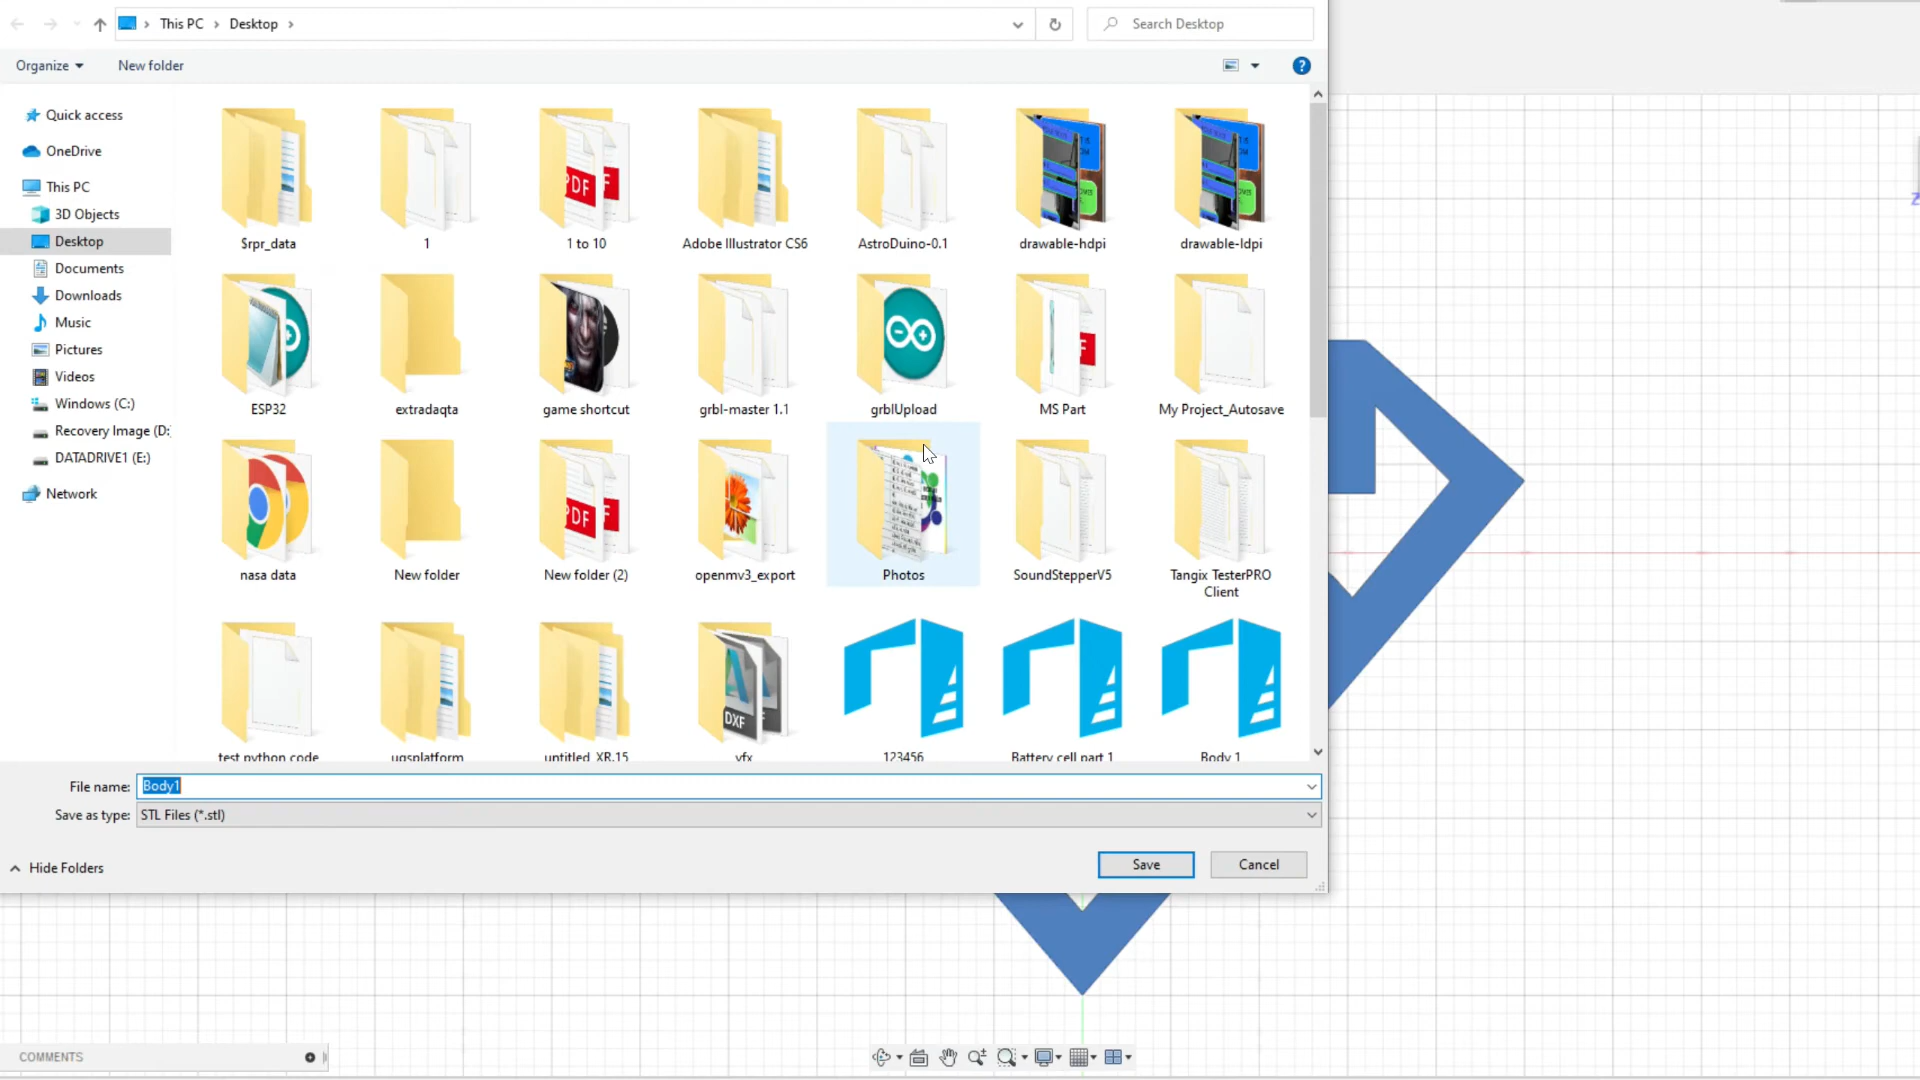 This PC > Desktop >
Search Desktop
Organize
New folder
Quick access
OneDrive
This PC
3D Objects
Desktop
Documents
Downloads
Music
Pictures
Videos
Windows (C:)
Recovery Image (D:
DATADRIVE1 (E:)
Network
$rpr_data
1
1 to 10
Adobe Illustrator CS6
AstroDuino-0.1
drawable-hdpi
drawable-ldpi
ESP32
extradaqta
game shortcut
grbl-master 1.1
grblUpload
MS Part
My Project_Autosave
PDF
nasa data
New folder
New folder (2)
openmv3_export
Photos
SoundStepperV5
Tangix TesterPRO
Client
PDF
DXF
test python code
ugsplatform
untitled_XR.15
vfx
123456
Battery cell part 1
Body 1
File name: Body1
Save as type: STL Files (*.stl)
Hide Folders
Save
Cancel
COMMENTS